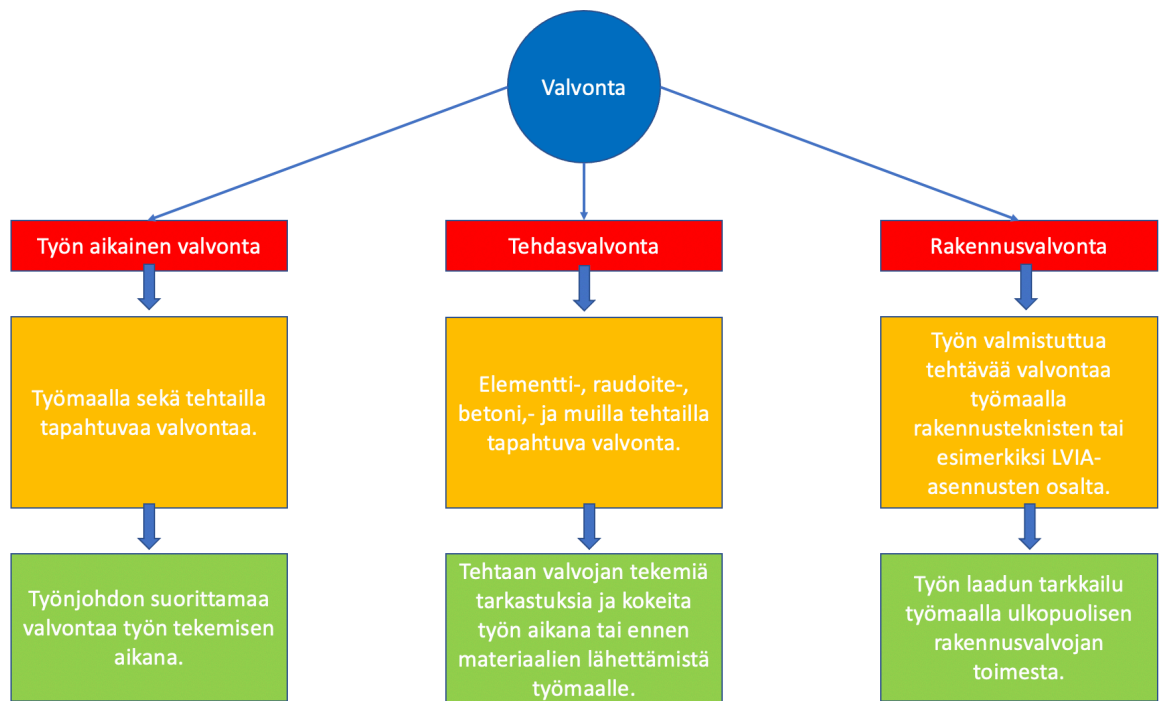 Valvonta
Työn aikainen valvonta
Tehdasvalvonta
Rakennusvalvonta
Työmaalla sekä tehtailla
tapahtuvaa valvontaa.
Elementti-, raudoite-,
betoni,- ja muilla tehtailla
tapahtuva valvonta.
Työn valmistuttua
tehtävää valvontaa
työmaalla
rakennusteknisten tai
esimerkiksi LVIA-
asennusten osalta.
Työnjohdon suorittamaa
valvontaa työn tekemisen
aikana.
Tehtaan valvojan tekemiä
tarkastuksia ja kokeita
työn aikana tai ennen
materiaalien lähettämistä
työmaalle.
Työn laadun tarkkailu
työmaalla ulkopuolisen
rakennusvalvojan
toimesta.